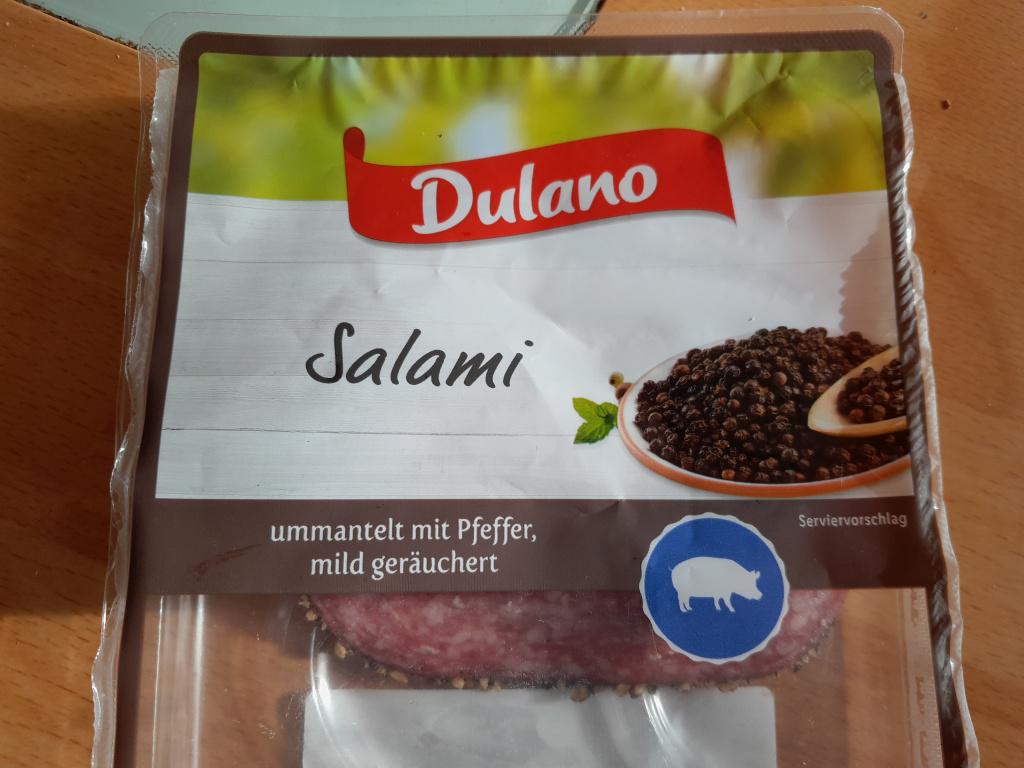 Dulano
Salami
ummantelt mit Pfeffer,
mild geräuchert
Serviervorschlag